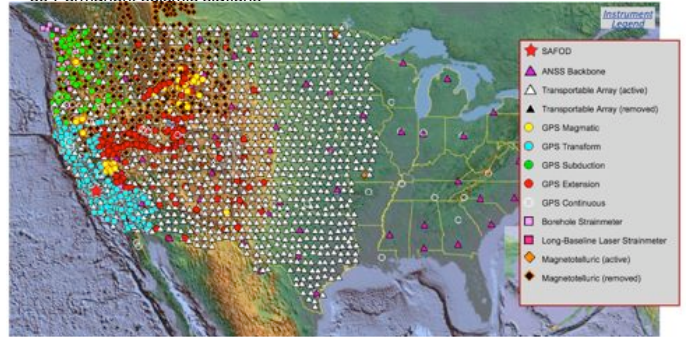 Instrument
Legend
SAFOD
ANSS Backbone
Transportable Array (active)
Transportable Array (removed)
GPS Magmatic
GPS Transform
GPS Subduction
GPS Extension
GPS Continuous
Borehole Strainmeter
Long-Baseline Laser Strainmeter
Magnetotelluric (active)
Magnetotelluric (removed)